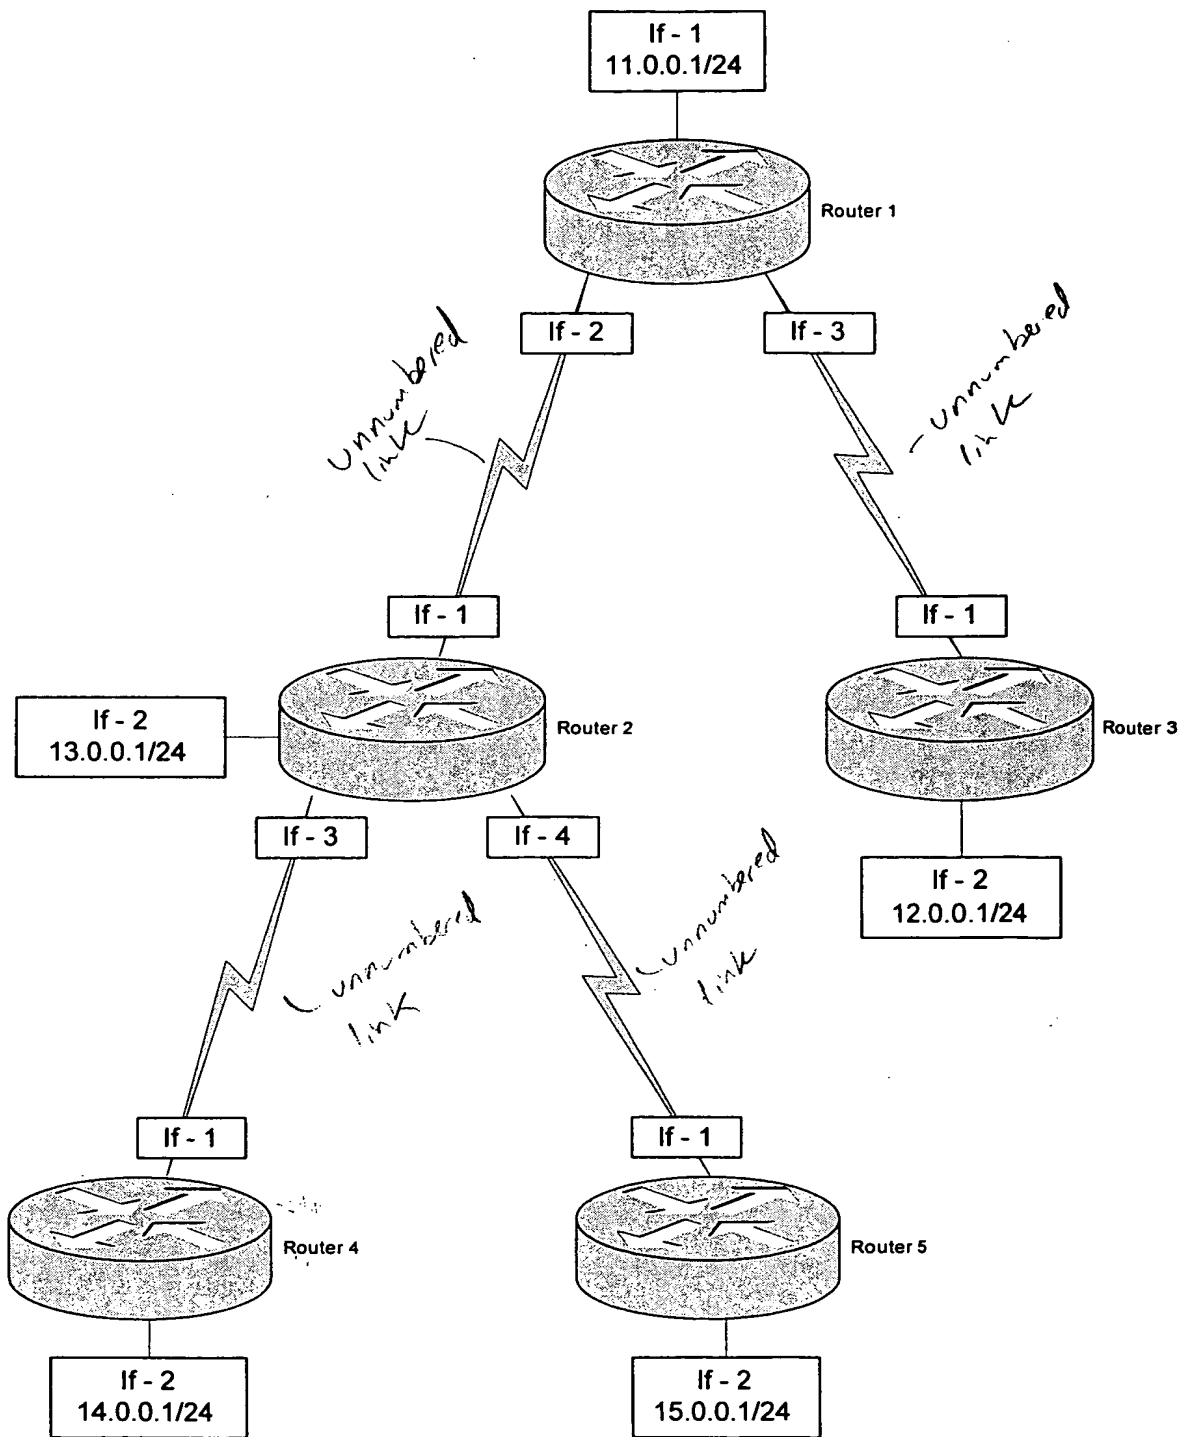 If - 1
11.0.0.1/24
Router 1
If - 2
If - 3
unnumbered
link
unnumbered
link
If - 1
If - 1
If - 2
13.0.0.1/24
Router 2
Router 3
If - 3
If - 4
If - 2
12.0.0.1/24
unnumbered
link
unnumbered
link
If - 1
If - 1
Router 4
Router 5
If - 2
14.0.0.1/24
If - 2
15.0.0.1/24